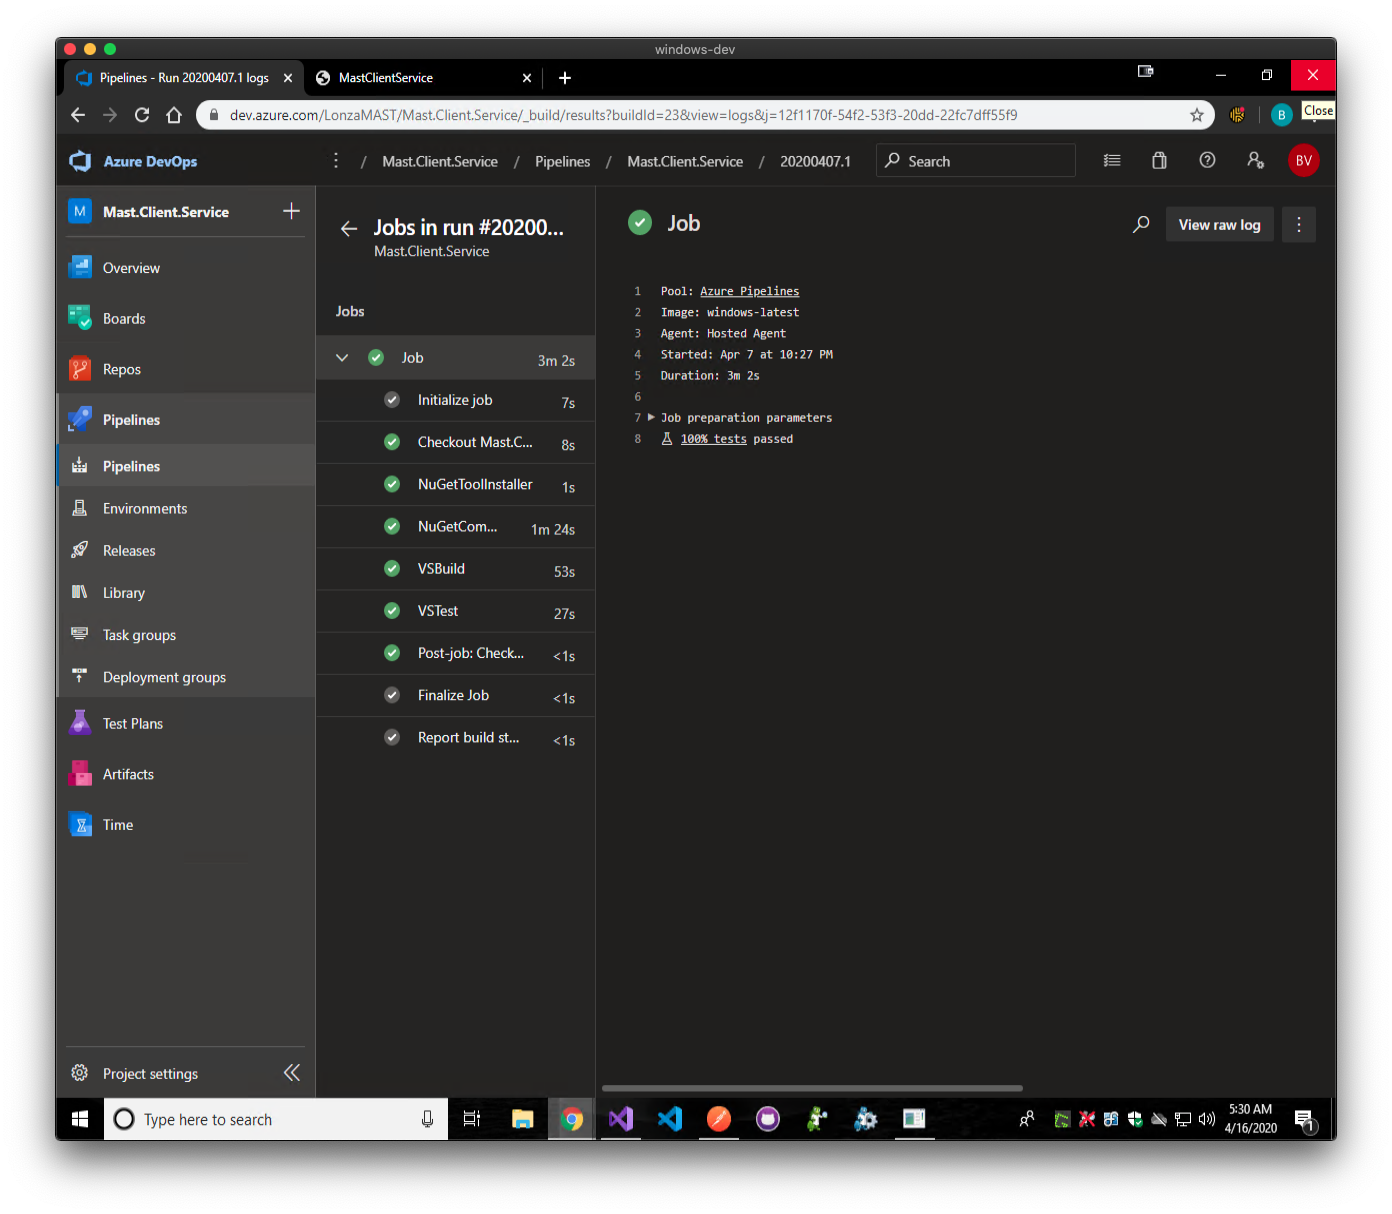 windows-dev
Pipelines - Run 20200407.1 logs
MastClientService
dev.azure.com/LonzaMAST/Mast.Client.Service/_build/results?buildId=23&view=logs&j=12f1170f-54f2-53f3-20dd-22fc7dff55f9
B
Close
Azure DevOps
/ Mast.Client.Service / Pipelines / Mast.Client.Service / 20200407.1
Search
BV
M Mast.Client.Service
Overview
Boards
Repos
Pipelines
Pipelines
Environments
Releases
Library
Task groups
Deployment groups
Test Plans
Artifacts
Time
Project settings
Jobs in run #20200...
Mast.Client.Service
Jobs
Job 3m 2s
Initialize job 7s
Checkout Mast.C... 8s
NuGetToolInstaller 1s
NuGetCom... 1m 24s
VSBuild 53s
VSTest 27s
Post-job: Check... <1s
Finalize Job <1s
Report build st... <1s
Job
View raw log
1 Pool: Azure Pipelines
2 Image: windows-latest
3 Agent: Hosted Agent
4 Started: Apr 7 at 10:27 PM
5 Duration: 3m 2s
6
7 Job preparation parameters
8 100% tests passed
Type here to search
5:30 AM
4/16/2020
1